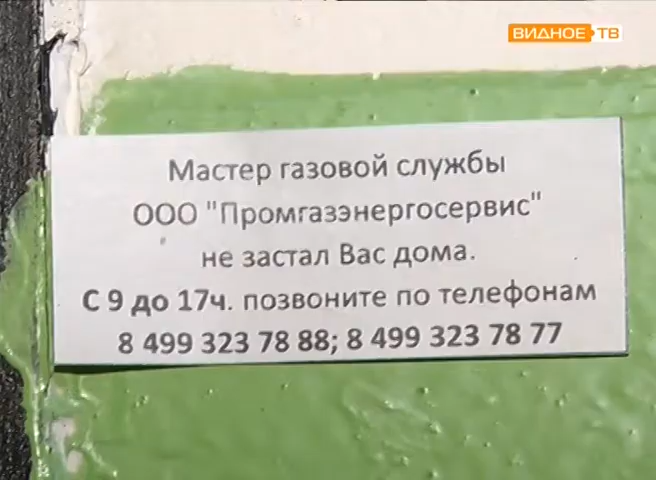 ВИДНОЕ ТВ
Мастер газовой службы
ООО "Промгазэнергосервис"
не застал Вас дома.
С 9 до 17ч. позвоните по телефонам
8 499 323 78 88; 8 499 323 78 77